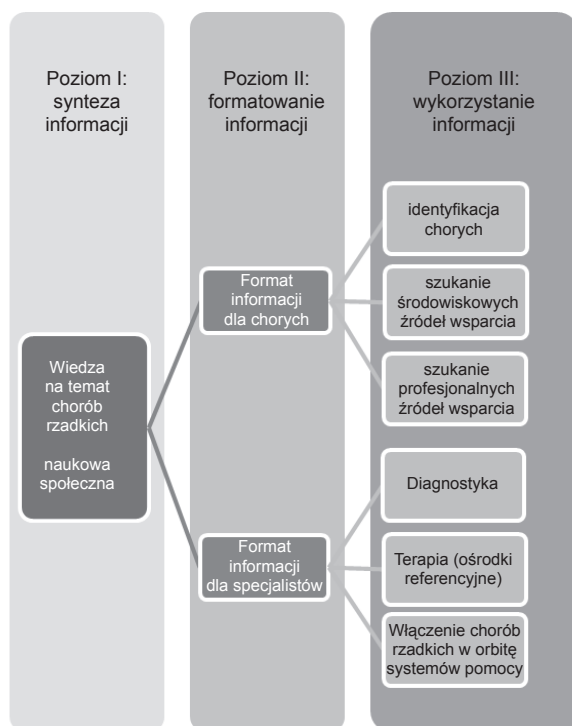 Poziom I:
synteza
informacji
Poziom II:
formatowanie
informacji
Poziom III:
wykorzystanie
informacji
Wiedza
na temat
chorób
rzadkich
naukowa
społeczna
Format
informacji
dla chorych
Format
informacji
dla specjalistów
identyfikacja
chorych
szukanie
środowiskowych
źródeł wsparcia
szukanie
profesjonalnych
źródeł wsparcia
Diagnostyka
Terapia (ośrodki
referencyjne)
Włączenie chorób
rzadkich w orbitę
systemów pomocy